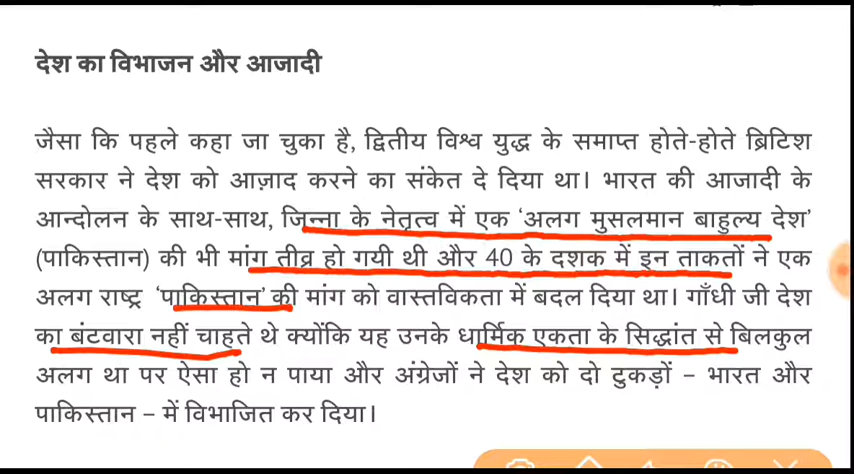 देश का विभाजन और आजादी
जैसा कि पहले कहा जा चुका है, द्वितीय विश्व युद्ध के समाप्त होते-होते ब्रिटिश
सरकार ने देश को आज़ाद करने का संकेत दे दिया था। भारत की आजादी के
आन्दोलन के साथ-साथ, जिन्ना के नेतृत्व में एक ‘अलग मुसलमान बाहुल्य देश’
(पाकिस्तान) की भी मांग तीव्र हो गयी थी और 40 के दशक में इन ताकतों ने एक
अलग राष्ट्र ‘पाकिस्तान’ की मांग को वास्तविकता में बदल दिया था। गाँधी जी देश
का बंटवारा नहीं चाहते थे क्योंकि यह उनके धार्मिक एकता के सिद्धांत से बिलकुल
अलग था पर ऐसा हो न पाया और अंग्रेजों ने देश को दो टुकड़ों – भारत और
पाकिस्तान – में विभाजित कर दिया।